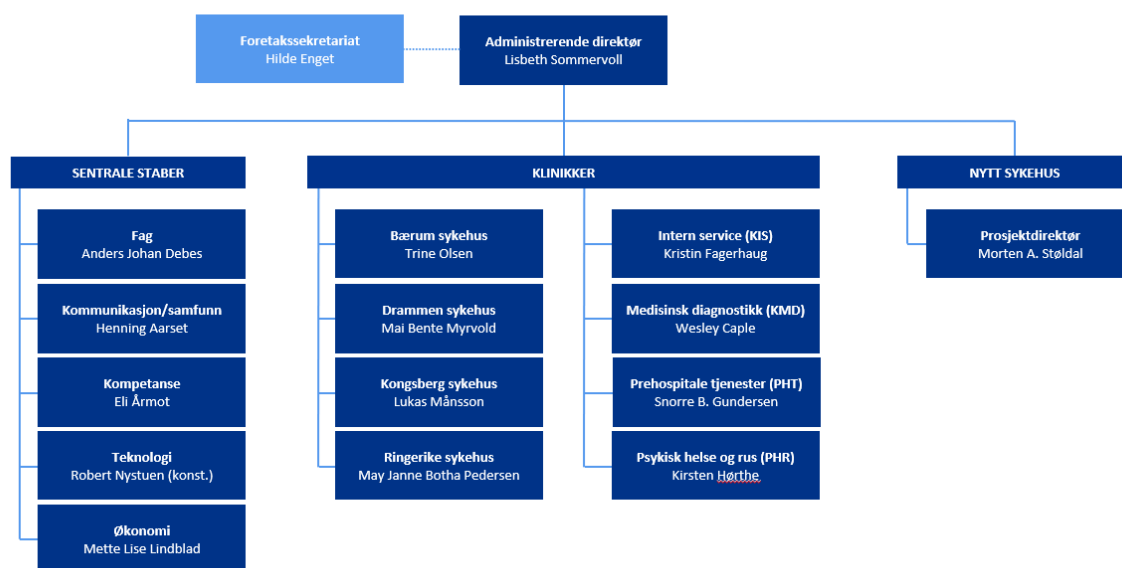 Foretakssekretariat
Hilde Enget
Administrerende direktør
Lisbeth Sommervoll
SENTRALE STABER
Fag
Anders Johan Debes
Kommunikasjon/samfunn
Henning Aarset
Kompetanse
Eli Årmot
Teknologi
Robert Nystuen (konst.)
Økonomi
Mette Lise Lindblad
KLINIKKER
Bærum sykehus
Trine Olsen
Drammen sykehus
Mai Bente Myrvold
Kongsberg sykehus
Lukas Månsson
Ringerike sykehus
May Janne Botha Pedersen
Intern service (KIS)
Kristin Fagerhaug
Medisinsk diagnostikk (KMD)
Wesley Caple
Prehospitale tjenester (PHT)
Snorre B. Gundersen
Psykisk helse og rus (PHR)
Kirsten Hørthe
NYTT SYKEHUS
Prosjektdirektør
Morten A. Støldal